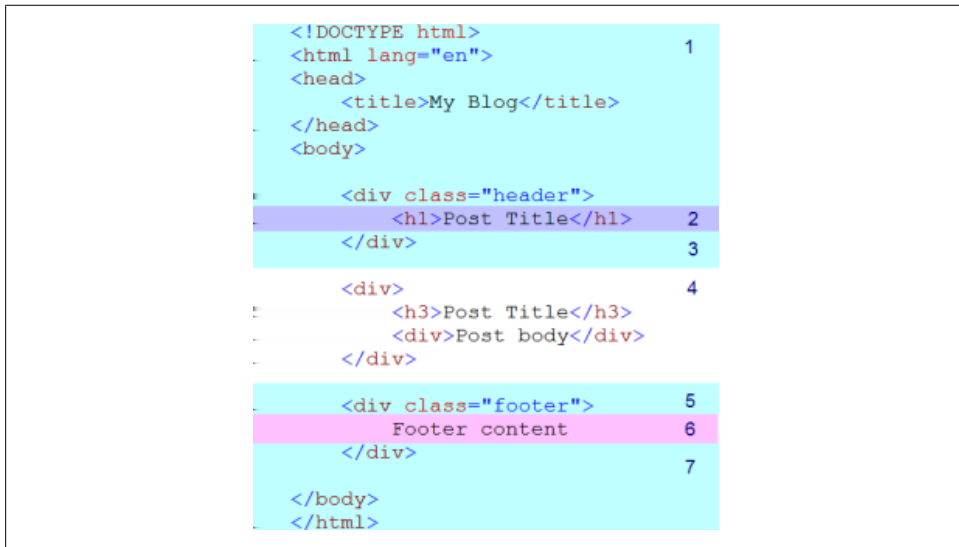 <!DOCTYPE html>
<html lang="en"> 1
<head>
<title>My Blog</title>
</head>
<body>
<div class="header">
<h1>Post Title</h1> 2
</div> 3
<div> 4
<h3>Post Title</h3>
<div>Post body</div>
</div>
<div class="footer"> 5
Footer content 6
</div>
7
</body>
</html>